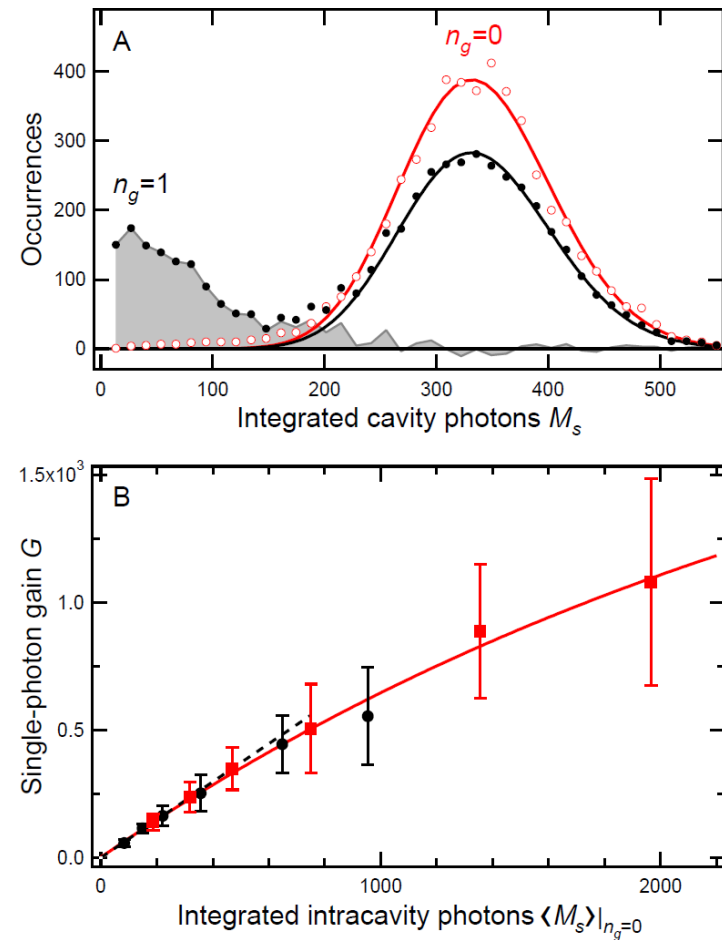 A
n_g=0
n_g=1
Occurrences
400
300
200
100
0
0 100 200 300 400 500
Integrated cavity photons M_s
B
Single-photon gain G
1.5x10³
1.0
0.5
0.0
0 1000 2000
Integrated intracavity photons ⟨M_s⟩|n_g=0